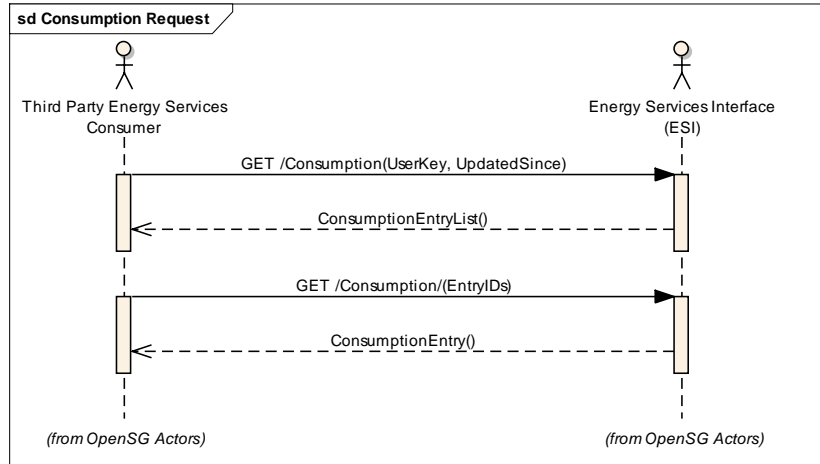 sd Consumption Request
Third Party Energy Services
Consumer
Energy Services Interface
(ESI)
GET /Consumption(UserKey, UpdatedSince)
ConsumptionEntryList()
GET /Consumption/(EntryIDs)
ConsumptionEntry()
(from OpenSG Actors)
(from OpenSG Actors)